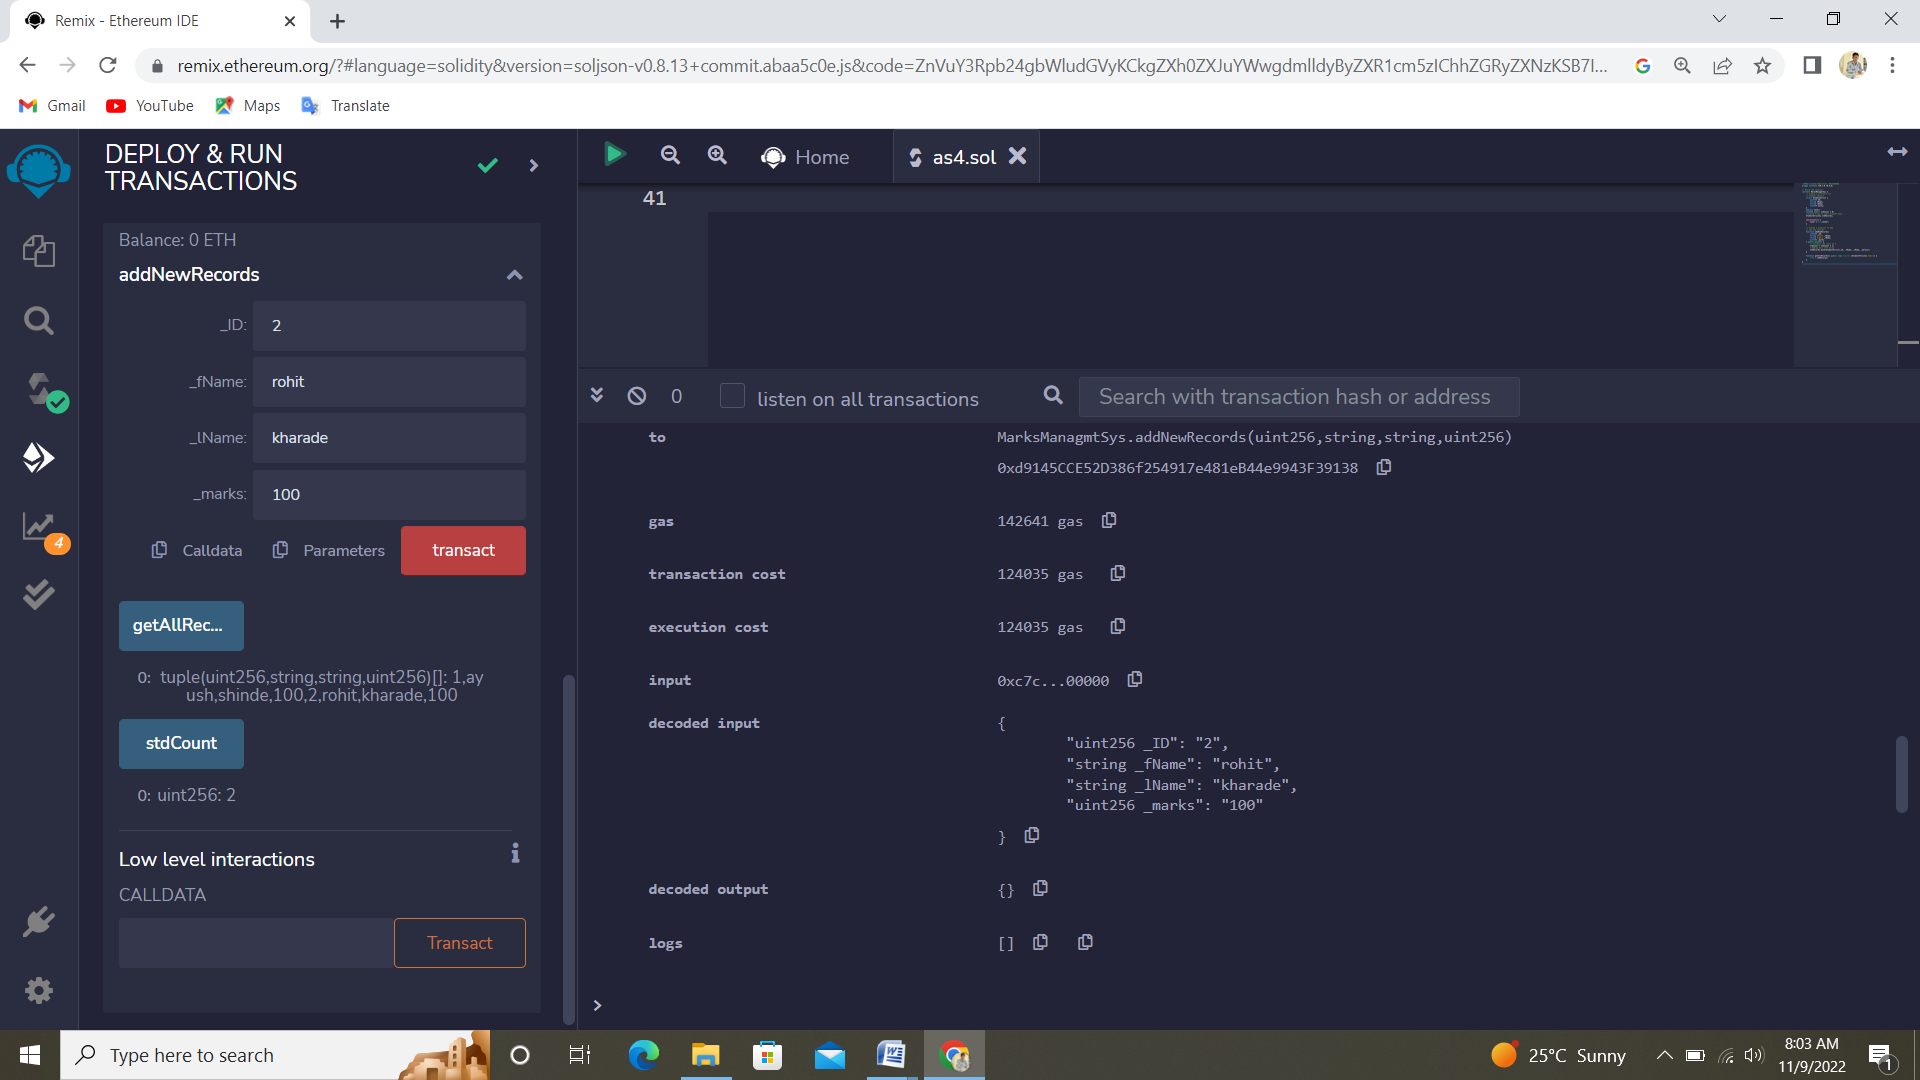 Remix - Ethereum IDE
remix.ethereum.org/?#language=solidity&version=soljson-v0.8.13+commit.abaa5c0e.js&code=ZnVuY3Rpb24gbWludGVyKCkgZXh0ZXJuYWwgdmlldyByZXR1cm5zIChhZGRyZXNzKSB7I...
Gmail
YouTube
Maps
Translate
DEPLOY & RUN
TRANSACTIONS
Home
as4.sol
41
Balance: 0 ETH
addNewRecords
_ID:
2
_fName:
rohit
_lName:
kharade
_marks:
100
Calldata
Parameters
transact
4
getAllRec...
0: tuple(uint256,string,string,uint256)[]: 1,ay
ush,shinde,100,2,rohit,kharade,100
stdCount
0: uint256: 2
Low level interactions
i
CALLDATA
Transact
0
listen on all transactions
Search with transaction hash or address
to
MarksManagmtSys.addNewRecords(uint256,string,string,uint256)
0xd9145CCE52D386f254917e481eB44e9943F39138
gas
142641 gas
transaction cost
124035 gas
execution cost
124035 gas
input
0xc7c...00000
decoded input
{
"uint256 _ID": "2",
"string _fName": "rohit",
"string _lName": "kharade",
"uint256 _marks": "100"
}
decoded output
{}
logs
[]
>
Type here to search
25°C Sunny
8:03 AM
11/9/2022
1